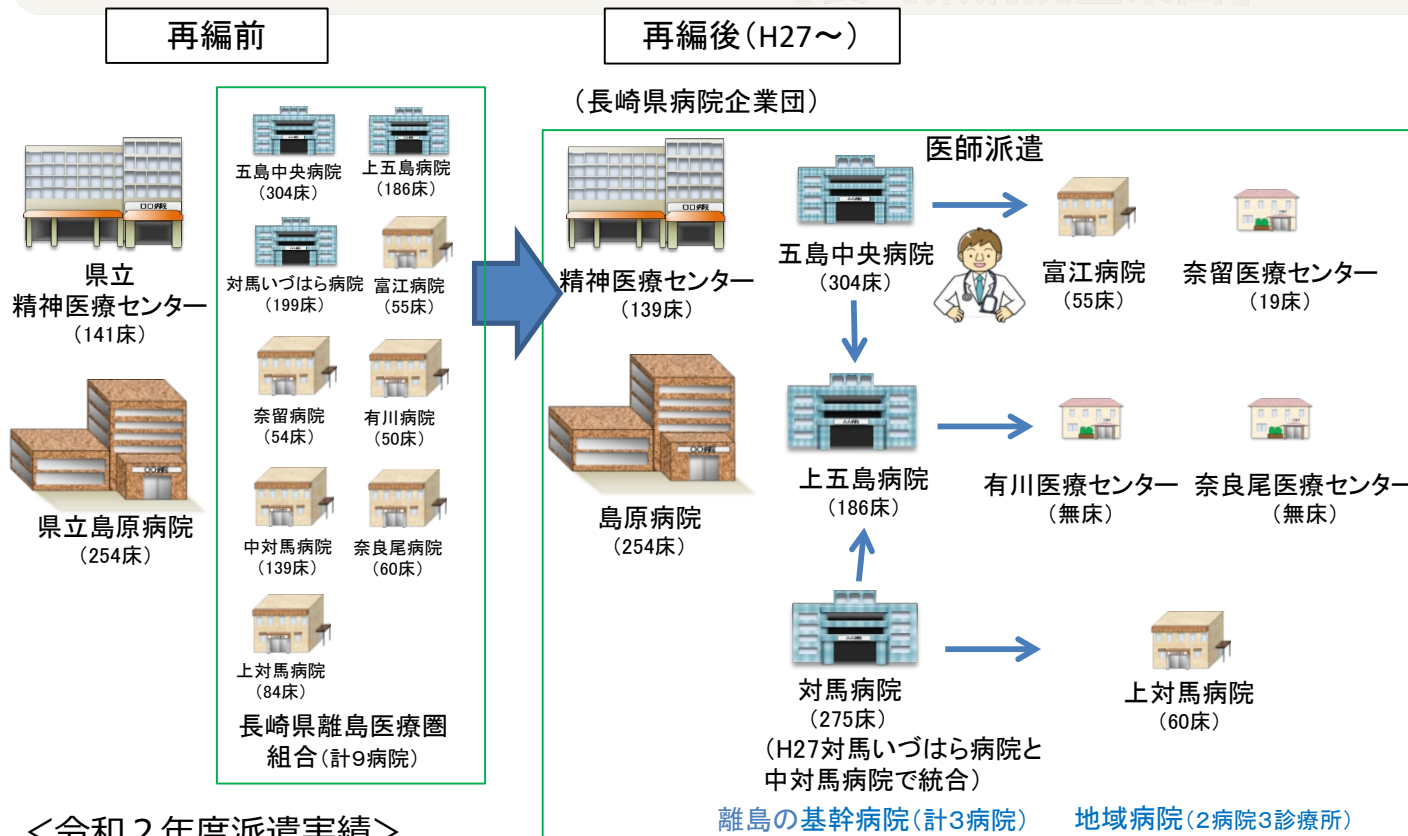 再編前
県立
精神医療センター
（141床）
県立島原病院
（254床）
五島中央病院
（304床）
上五島病院
（186床）
対馬いづはら病院
（199床）
富江病院
（55床）
奈留病院
（54床）
有川病院
（50床）
中対馬病院
（139床）
奈良尾病院
（60床）
上対馬病院
（84床）
長崎県離島医療圏
組合（計9病院）
再編後（H27～）
（長崎県病院企業団）
医師派遣
精神医療センター
（139床）
島原病院
（254床）
五島中央病院
（304床）
富江病院
（55床）
奈留医療センター
（19床）
上五島病院
（186床）
有川医療センター
（無床）
奈良尾医療センター
（無床）
対馬病院
（275床）
（H27対馬いづはら病院と
中対馬病院で統合）
上対馬病院
（60床）
離島の基幹病院（計3病院）
地域病院（2病院3診療所）
＜令和２年度派遣実績＞